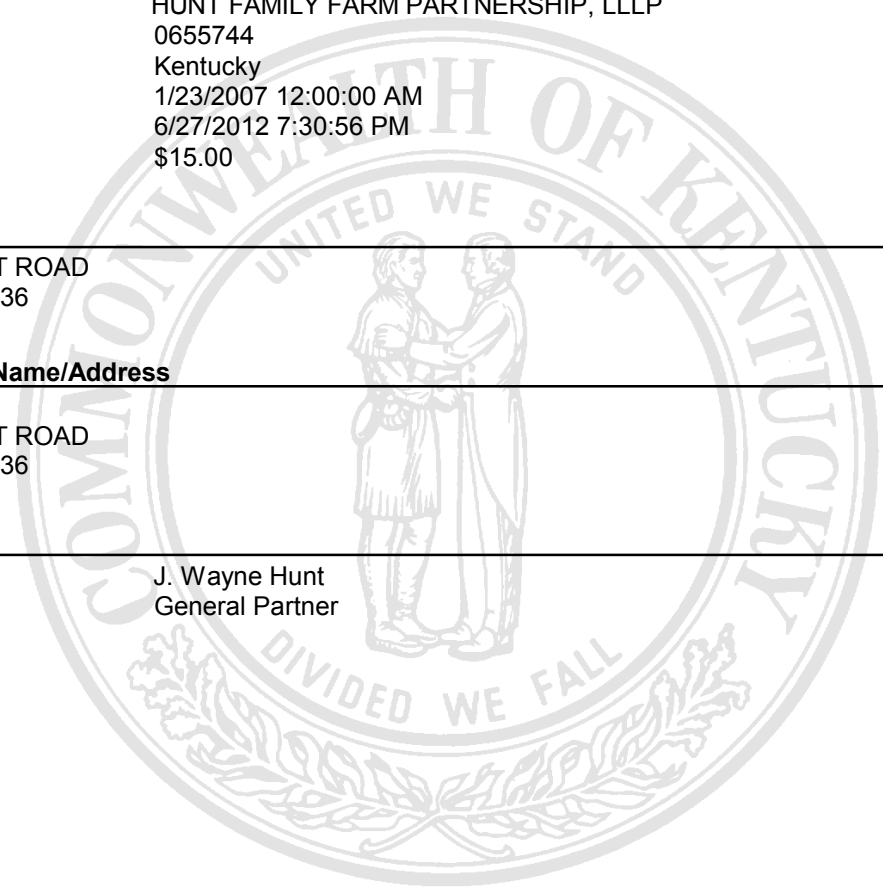 HUNT FAMILY FARM PARTNERSHIP, LLLP
0655744
Kentucky
1/23/2007 12:00:00 AM
6/27/2012 7:30:56 PM
$15.00
T ROAD
36
Name/Address
T ROAD
36
J. Wayne Hunt
General Partner
COMMONWEALTH OF KENTUCKY
UNITED WE STAND
DIVIDED WE FALL